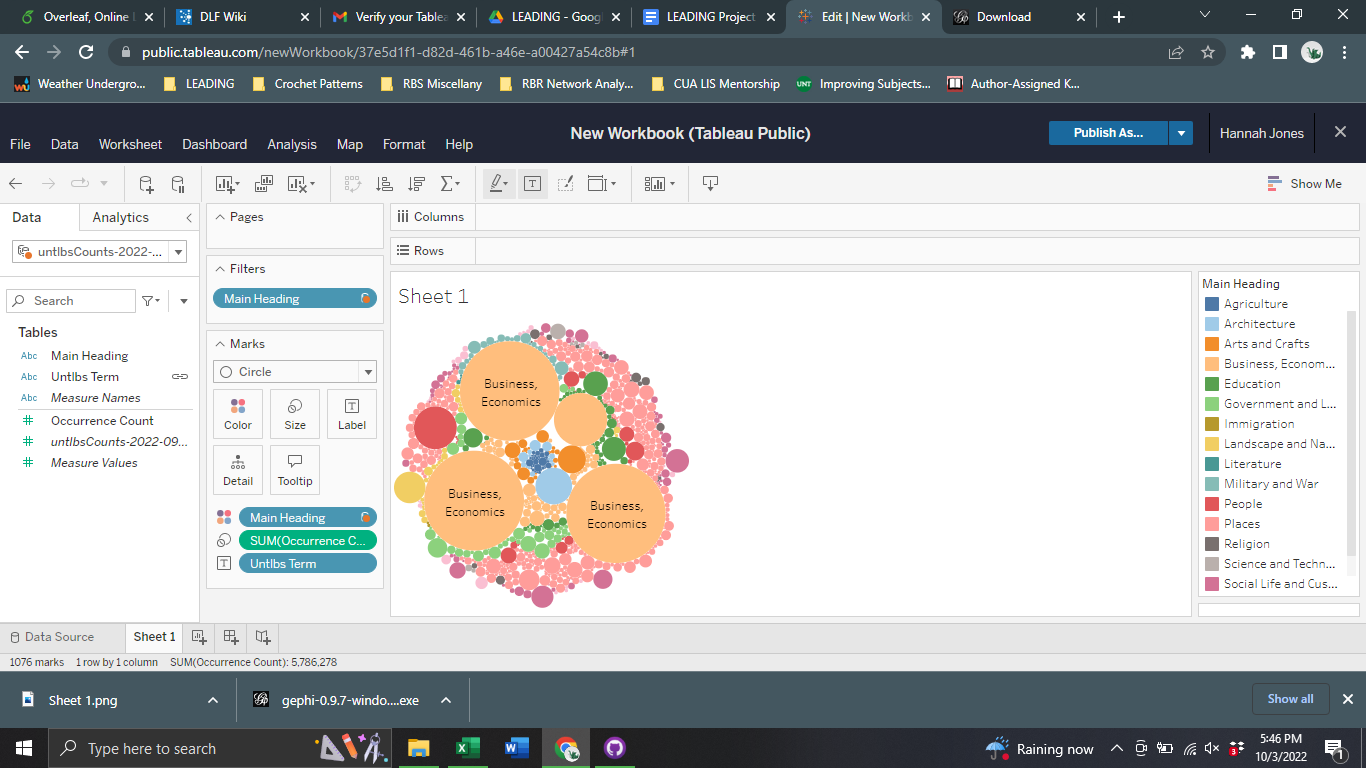 Overleaf, Online L
DLF Wiki
Verify your Tablea
LEADING - Goog
LEADING Project
Edit | New Workb
Download
public.tableau.com/newWorkbook/37e5d1f1-d82d-461b-a46e-a00427a54c8b#1
Weather Undergro...
LEADING
Crochet Patterns
RBS Miscellany
RBR Network Analy...
CUA LIS Mentorship
UNT
Improving Subjects...
Author-Assigned K...
New Workbook (Tableau Public)
Publish As...
Hannah Jones
File
Data
Worksheet
Dashboard
Analysis
Map
Format
Help
Show Me
Data
Analytics
Pages
Columns
untlbsCounts-2022-...
Rows
Filters
Main Heading
Search
Tables
Abc Main Heading
Abc Untlbs Term
Abc Measure Names
Occurrence Count
untlbsCounts-2022-09...
Measure Values
Marks
Circle
Color
Size
Label
Detail
Tooltip
Main Heading
SUM(Occurrence C...
Untlbs Term
Sheet 1
Business,
Economics
Business,
Economics
Business,
Economics
Main Heading
Agriculture
Architecture
Arts and Crafts
Business, Econom...
Education
Government and L...
Immigration
Landscape and Na...
Literature
Military and War
People
Places
Religion
Science and Techn...
Social Life and Cus...
Data Source
Sheet 1
1076 marks
1 row by 1 column
SUM(Occurrence Count): 5,786,278
Sheet 1.png
gephi-0.9.7-windo....exe
Show all
Type here to search
Raining now
5:46 PM
10/3/2022